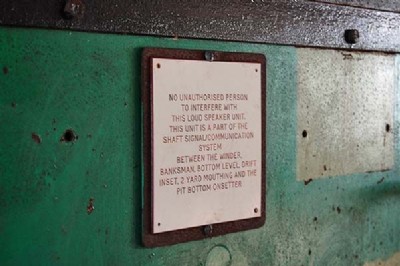 NO UNAUTHORISED PERSON
TO INTERFERE WITH
THIS LOUD SPEAKER UNIT.
THIS UNIT IS A PART OF THE
SHAFT SIGNAL/COMMUNICATION
SYSTEM
BETWEEN THE WINDER,
BANKSMAN, BOTTOM LEVEL, DRIFT
INSET, 2 YARD MOUTHING AND THE
PIT BOTTOM ONSETTER